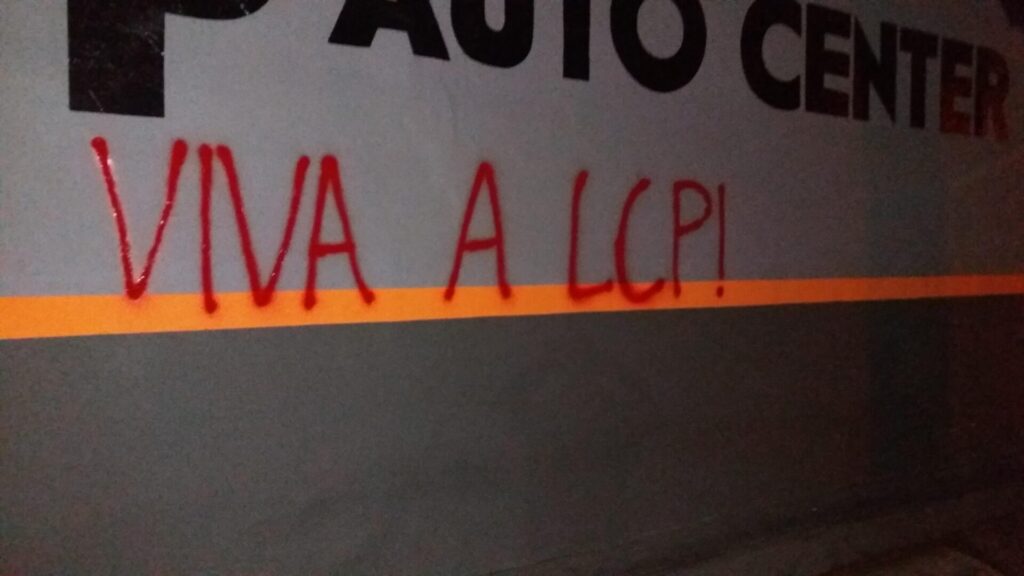 P AUTO CENTER
VIVA A LCP!